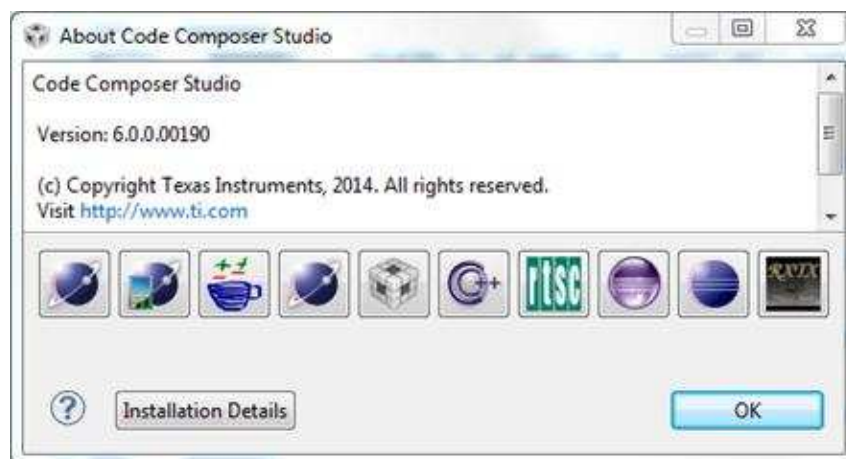 About Code Composer Studio
Code Composer Studio
Version: 6.0.0.00190
(c) Copyright Texas Instruments, 2014. All rights reserved.
Visit http://www.ti.com
C++
rtsc
RXTX
Installation Details
OK